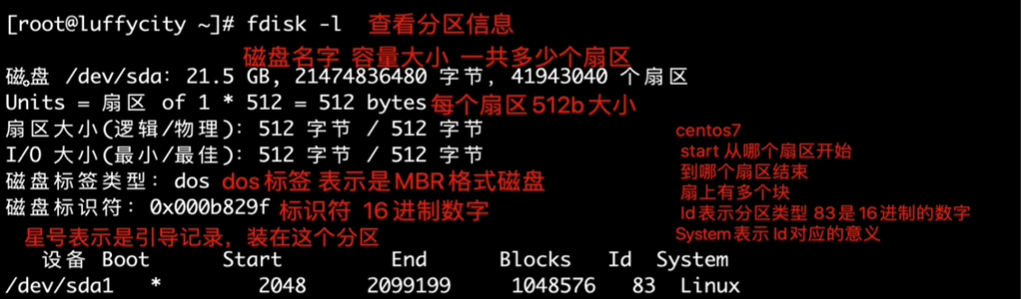 [root@luffycity ~]# fdisk -l 查看分区信息
磁盘名字 容量大小 一共多少个扇区
磁盘 /dev/sda：21.5 GB, 21474836480 字节，41943040 个扇区
Units = 扇区 of 1 * 512 = 512 bytes 每个扇区512b大小
扇区大小(逻辑/物理)：512 字节 / 512 字节
I/O 大小(最小/最佳)：512 字节 / 512 字节
磁盘标签类型：dos dos标签 表示是MBR格式磁盘
磁盘标识符：0x000b829f 标识符 16进制数字
centos7
start 从哪个扇区开始
到哪个扇区结束
扇上有多个块
Id表示分区类型 83是16进制的数字
System表示Id对应的意义
星号表示是引导记录，装在这个分区
设备 Boot Start End Blocks Id System
/dev/sda1 * 2048 2099199 1048576 83 Linux